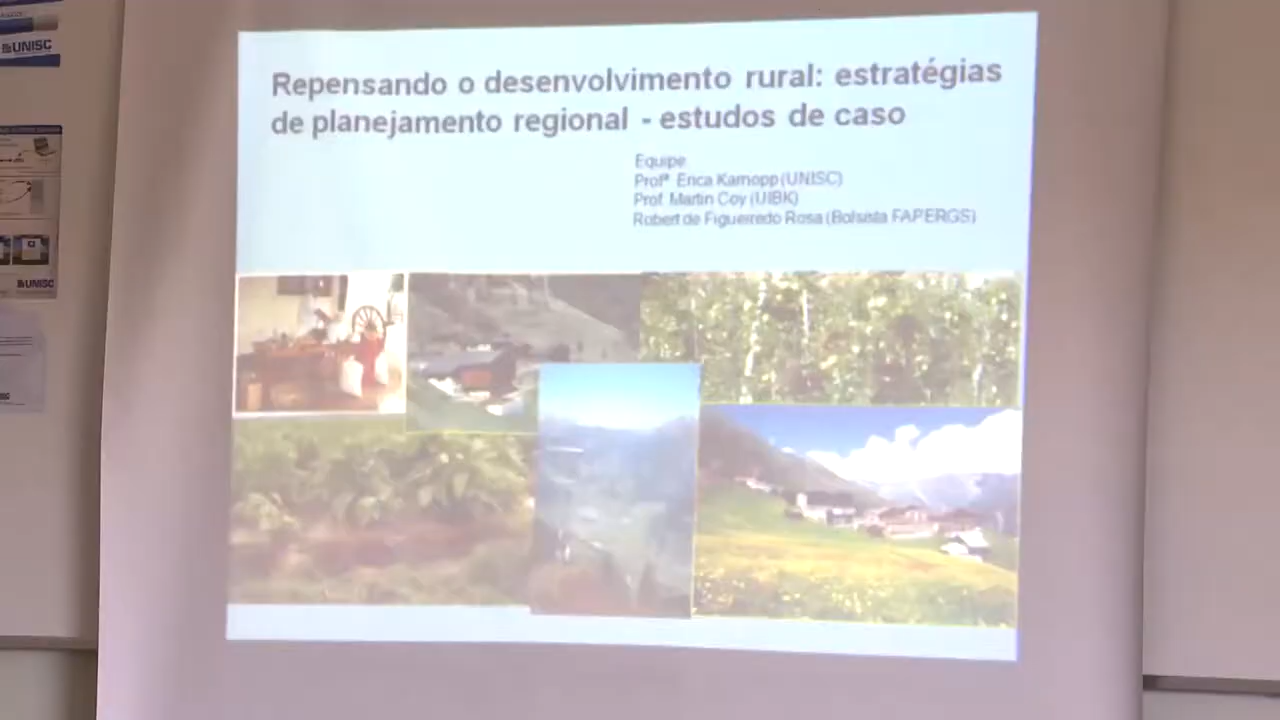 UNISC
UNISC
Repensando o desenvolvimento rural: estratégias
de planejamento regional - estudos de caso
Equipe
Profª Erica Karnopp (UNISC)
Prof. Martin Coy (UIBK)
Robert de Figueiredo Rosa (Bolsista FAPERGS)